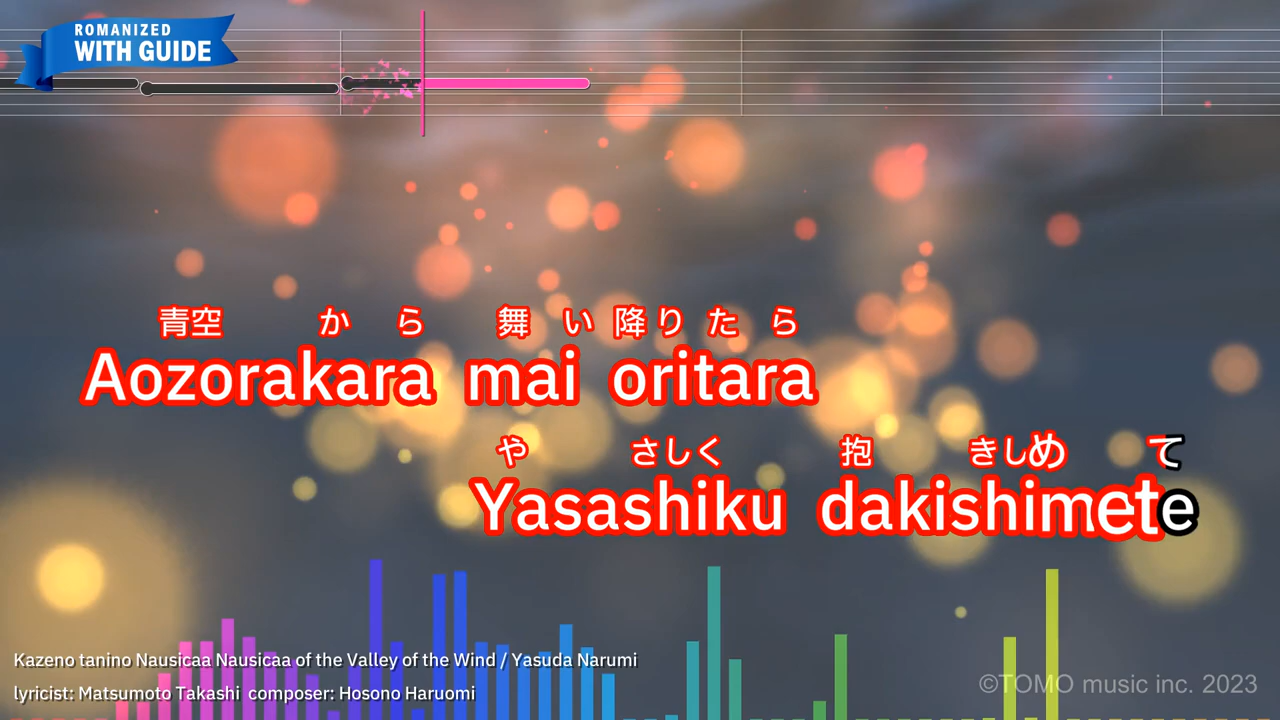 ROMANIZED
WITH GUIDE
青空 から 舞い降りたら
Aozorakara mai oritara
やさしく 抱きしめて
Yasashiku dakishimete
Kazeno tanino Nausicaa Nausicaa of the Valley of the Wind / Yasuda Narumi
lyricist: Matsumoto Takashi composer: Hosono Haruomi
©TOMO music inc. 2023